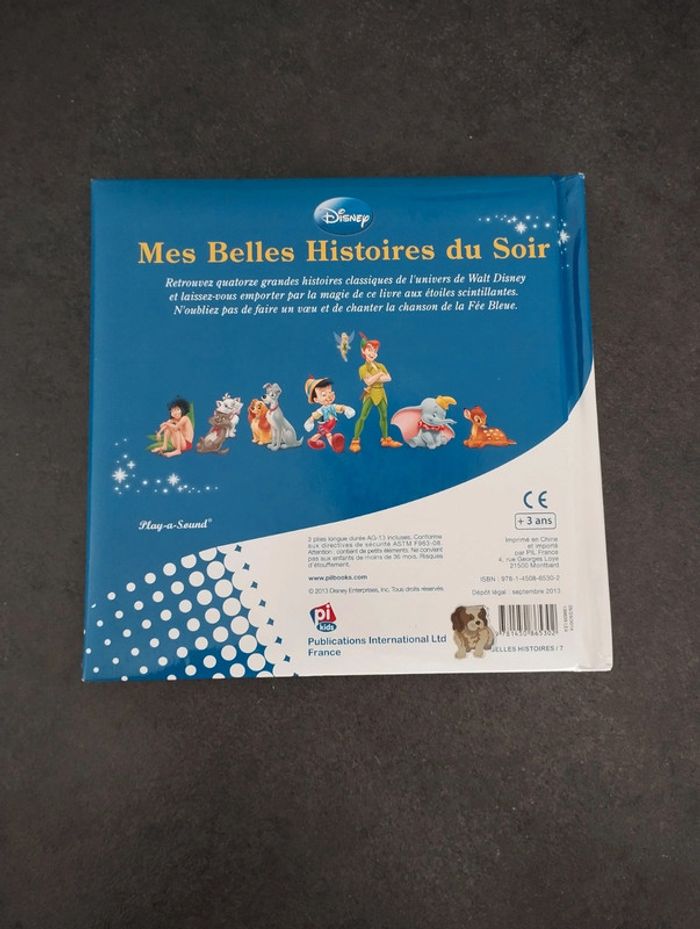 Disney
Mes Belles Histoires du Soir
Retrouvez quatorze grandes histoires classiques de l'univers de Walt Disney
et laissez-vous emporter par la magie de ce livre aux étoiles scintillantes.
N'oubliez pas de faire un vœu et de chanter la chanson de la Fée Bleue.
Play-a-Sound®
CE
+ 3 ans
2 piles longue durée AG-13 incluses. Conforme
aux directives de sécurité ASTM F963-08.
Attention : contient de petits éléments. Ne convient
pas aux enfants de moins de 36 mois. Risques
d'étouffement.
www.pilbooks.com
© 2013 Disney Enterprises, Inc. Tous droits réservés.
pi
kids
Publications International Ltd
France
Imprimé en Chine
et importé
par PIL France
4, rue Georges Loye
21500 Montbard
ISBN : 978-1-4508-6530-2
Dépôt légal : septembre 2013
781450 865302
ELLES HISTOIRES / 7